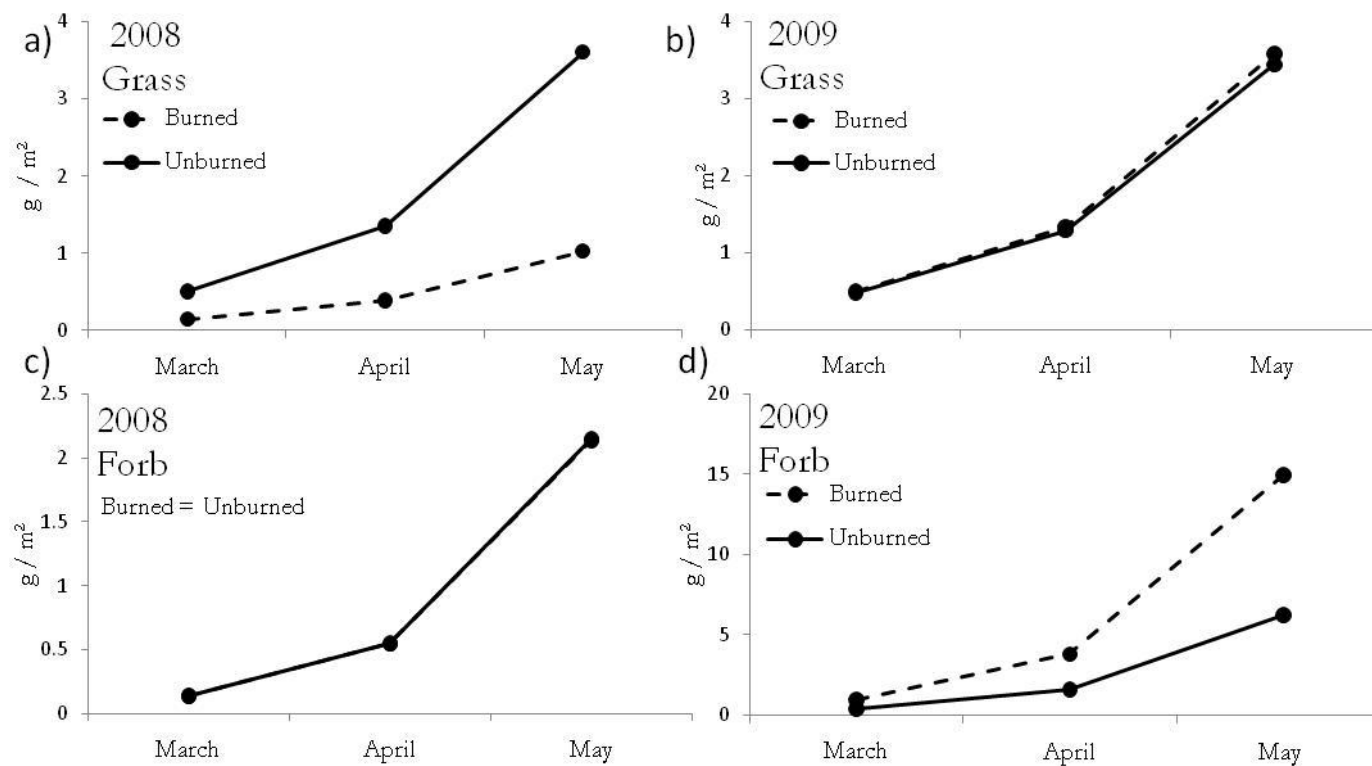 a)
2008
Grass
Burned
Unburned
g / m²
4
3
2
1
0
March April May
b)
2009
Grass
Burned
Unburned
g / m²
4
3
2
1
0
March April May
c)
2008
Forb
Burned = Unburned
g / m²
2.5
2
1.5
1
0.5
0
March April May
d)
2009
Forb
Burned
Unburned
g / m²
20
15
10
5
0
March April May